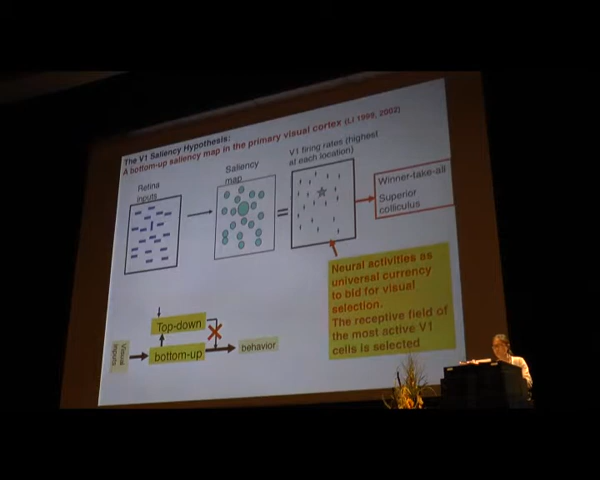 The V1 Saliency Hypothesis:
A bottom-up saliency map in the primary visual cortex (Li 1999, 2002)
Retina
inputs
Saliency
map
V1 firing rates (highest
at each location)
=
Winner-take-all
Superior
colliculus
Neural activities as
universal currency
to bid for visual
selection.
The receptive field of
the most active V1
cells is selected
Visual
inputs
Top-down
bottom-up
behavior